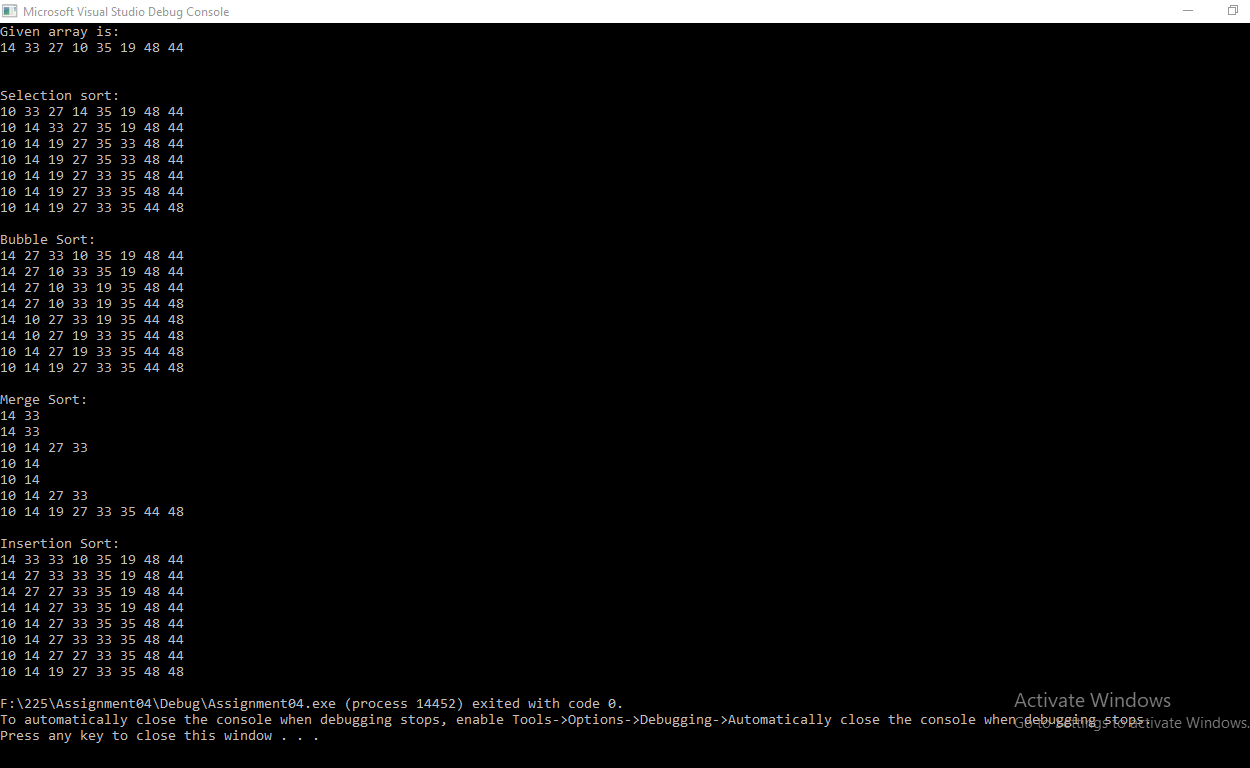 Microsoft Visual Studio Debug Console
Given array is:
14 33 27 10 35 19 48 44
Selection sort:
10 33 27 14 35 19 48 44
10 14 33 27 35 19 48 44
10 14 19 27 35 33 48 44
10 14 19 27 35 33 48 44
10 14 19 27 33 35 48 44
10 14 19 27 33 35 48 44
10 14 19 27 33 35 44 48
Bubble Sort:
14 27 33 10 35 19 48 44
14 27 10 33 35 19 48 44
14 27 10 33 19 35 48 44
14 27 10 33 19 35 44 48
14 10 27 33 19 35 44 48
14 10 27 19 33 35 44 48
10 14 27 19 33 35 44 48
10 14 19 27 33 35 44 48
Merge Sort:
14 33
14 33
10 14 27 33
10 14
10 14
10 14 27 33
10 14 19 27 33 35 44 48
Insertion Sort:
14 33 33 10 35 19 48 44
14 27 33 33 35 19 48 44
14 27 27 33 35 19 48 44
14 14 27 33 35 19 48 44
10 14 27 33 35 35 48 44
10 14 27 33 33 35 48 44
10 14 27 27 33 35 48 44
10 14 19 27 33 35 48 48
F:\225\Assignment04\Debug\Assignment04.exe (process 14452) exited with code 0.
To automatically close the console when debugging stops, enable Tools->Options->Debugging->Automatically close the console when debugging stops.
Press any key to close this window . . .
Activate Windows
Go to Settings to activate Windows.